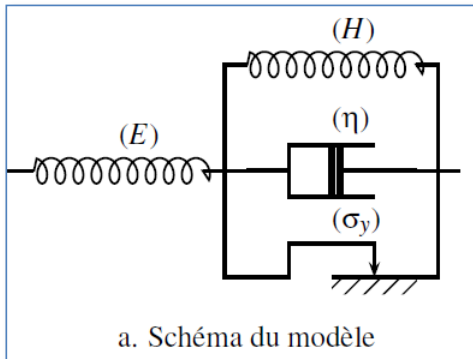 (H)
(E)
(η)
(σy)
a. Schéma du modèle